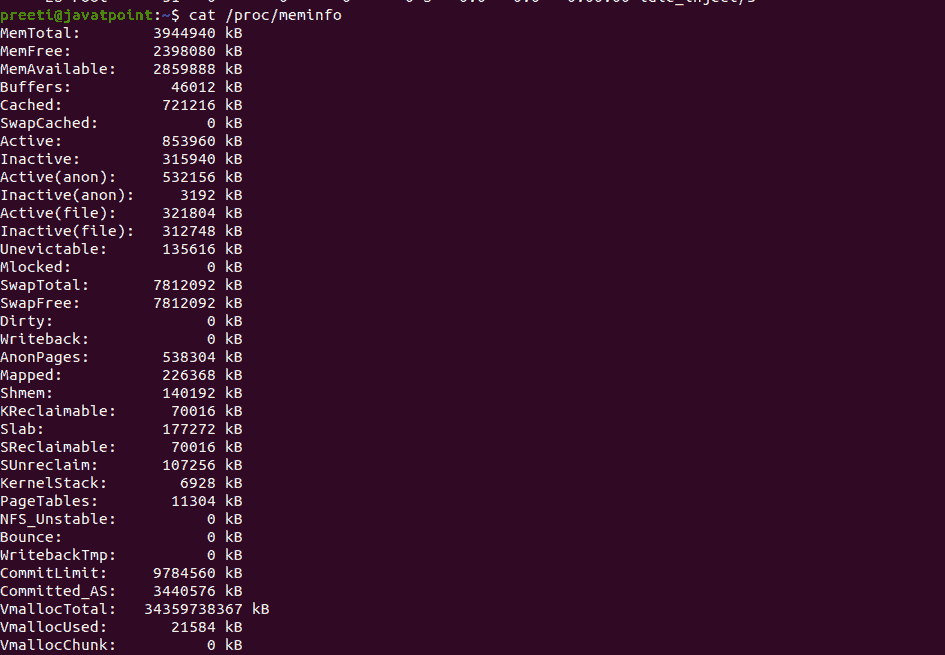 preeti@javatpoint:~$ cat /proc/meminfo
MemTotal:        3944940 kB
MemFree:         2398080 kB
MemAvailable:    2859888 kB
Buffers:           46012 kB
Cached:           721216 kB
SwapCached:            0 kB
Active:           853960 kB
Inactive:         315940 kB
Active(anon):     532156 kB
Inactive(anon):     3192 kB
Active(file):     321804 kB
Inactive(file):   312748 kB
Unevictable:      135616 kB
Mlocked:               0 kB
SwapTotal:       7812092 kB
SwapFree:        7812092 kB
Dirty:                 0 kB
Writeback:             0 kB
AnonPages:        538304 kB
Mapped:           226368 kB
Shmem:            140192 kB
KReclaimable:      70016 kB
Slab:             177272 kB
SReclaimable:      70016 kB
SUnreclaim:       107256 kB
KernelStack:        6928 kB
PageTables:        11304 kB
NFS_Unstable:          0 kB
Bounce:                0 kB
WritebackTmp:          0 kB
CommitLimit:     9784560 kB
Committed_AS:    3440576 kB
VmallocTotal:   34359738367 kB
VmallocUsed:       21584 kB
VmallocChunk:          0 kB